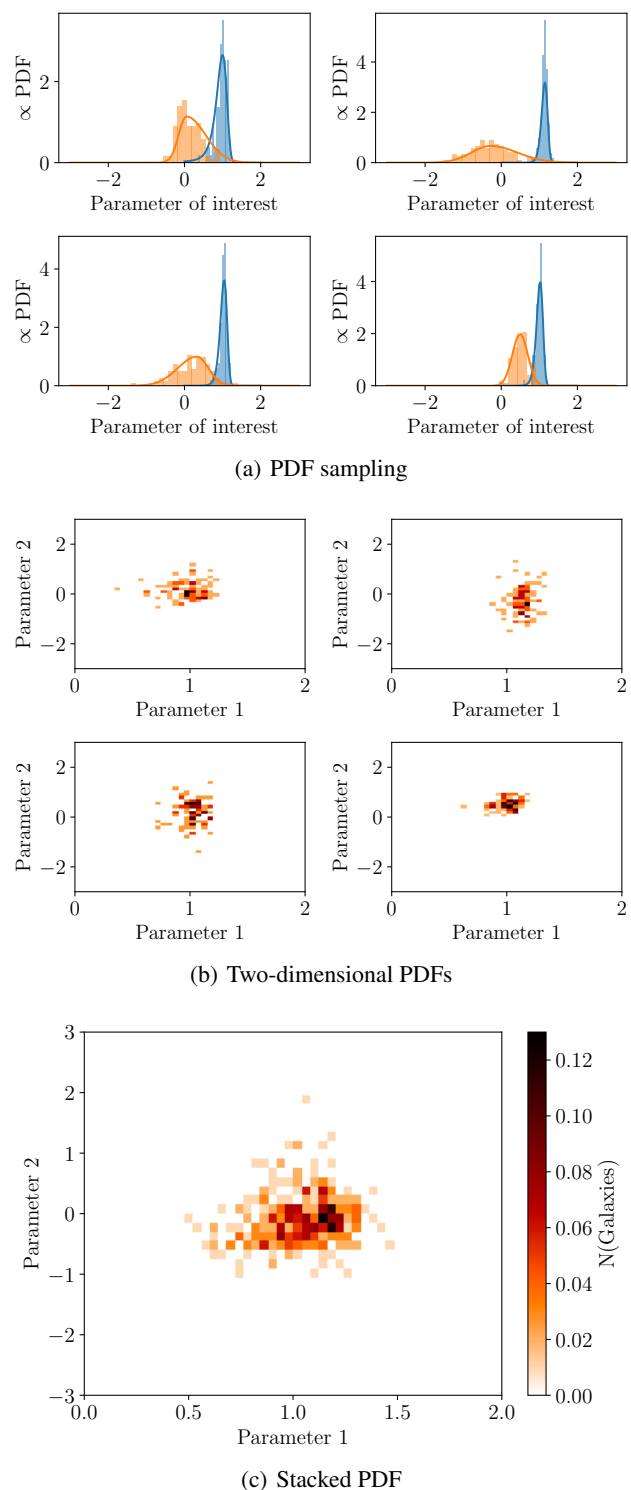 ∝ PDF
2
0
−2 0 2
Parameter of interest
∝ PDF
4
2
0
−2 0 2
Parameter of interest
∝ PDF
4
2
0
−2 0 2
Parameter of interest
∝ PDF
4
2
0
−2 0 2
Parameter of interest
(a) PDF sampling
Parameter 2
2
0
−2
0 1 2
Parameter 1
Parameter 2
2
0
−2
0 1 2
Parameter 1
Parameter 2
2
0
−2
0 1 2
Parameter 1
Parameter 2
2
0
−2
0 1 2
Parameter 1
(b) Two-dimensional PDFs
Parameter 2
3
2
1
0
−1
−2
−3
0.0 0.5 1.0 1.5 2.0
Parameter 1
0.12
0.10
0.08
0.06
0.04
0.02
0.00
N(Galaxies)
(c) Stacked PDF